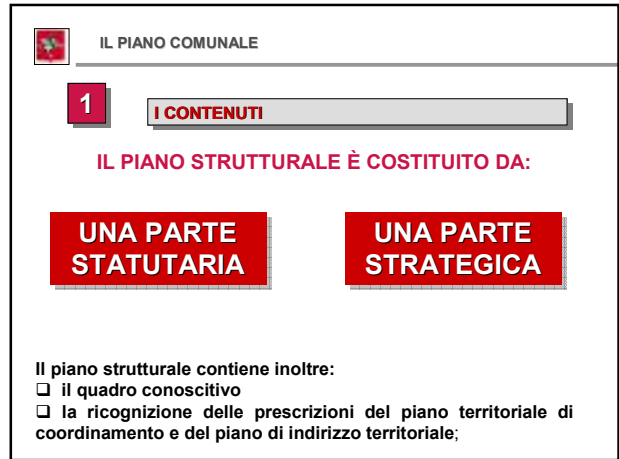 IL PIANO COMUNALE
1
I CONTENUTI
IL PIANO STRUTTURALE È COSTITUITO DA:
UNA PARTE
STATUTARIA
UNA PARTE
STRATEGICA
Il piano strutturale contiene inoltre:
❑ il quadro conoscitivo
❑ la ricognizione delle prescrizioni del piano territoriale di
coordinamento e del piano di indirizzo territoriale;